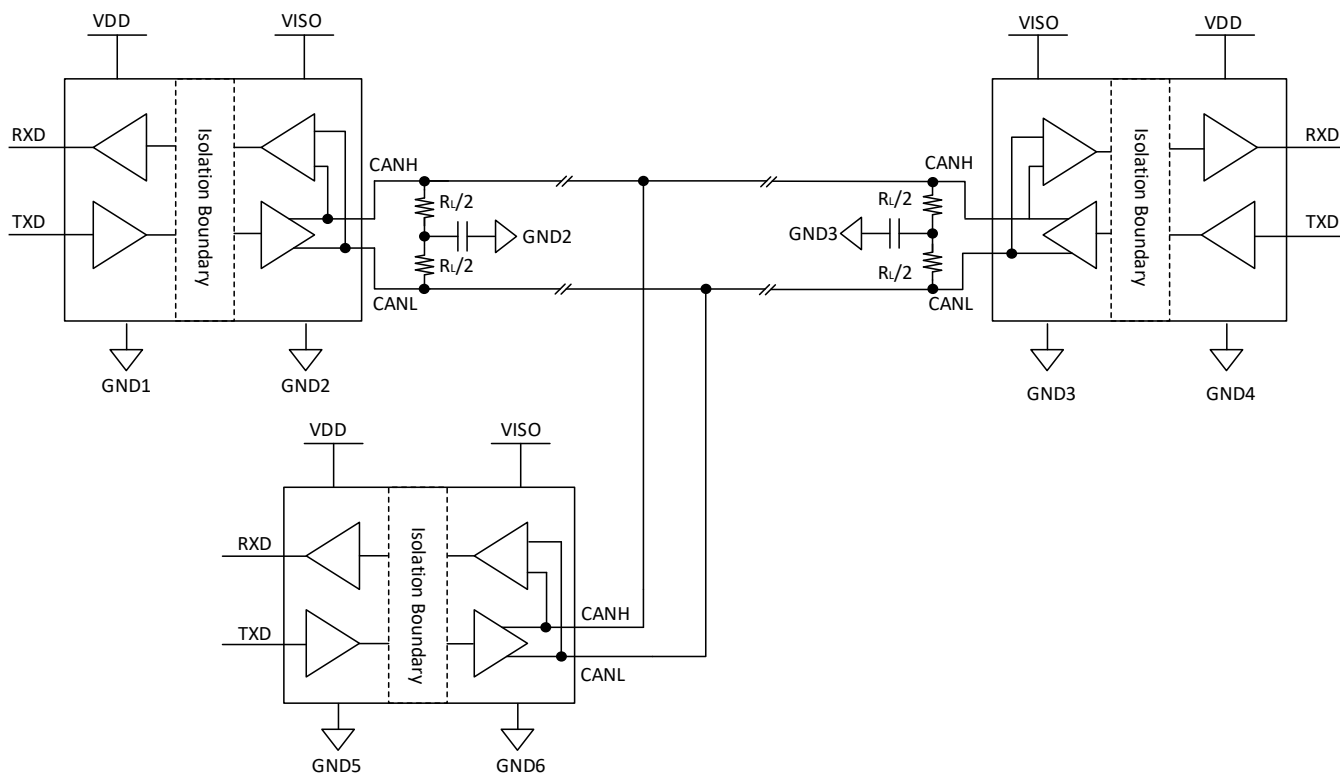 VDD
VISO
VISO
VDD
RXD
Isolation Boundary
Isolation Boundary
RXD
CANH
CANH
RL/2
RL/2
TXD
GND2
GND3
TXD
RL/2
RL/2
CANL
CANL
GND1
GND2
GND3
GND4
VDD
VISO
RXD
Isolation Boundary
CANH
TXD
CANL
GND5
GND6